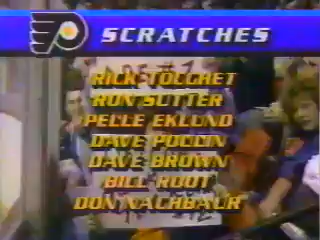 SCRATCHES
RICK TOCCHET
RON SUTTER
PELLE EKLUND
DAVE POULIN
DAVE BROWN
BILL ROOT
DON NACHBAUR